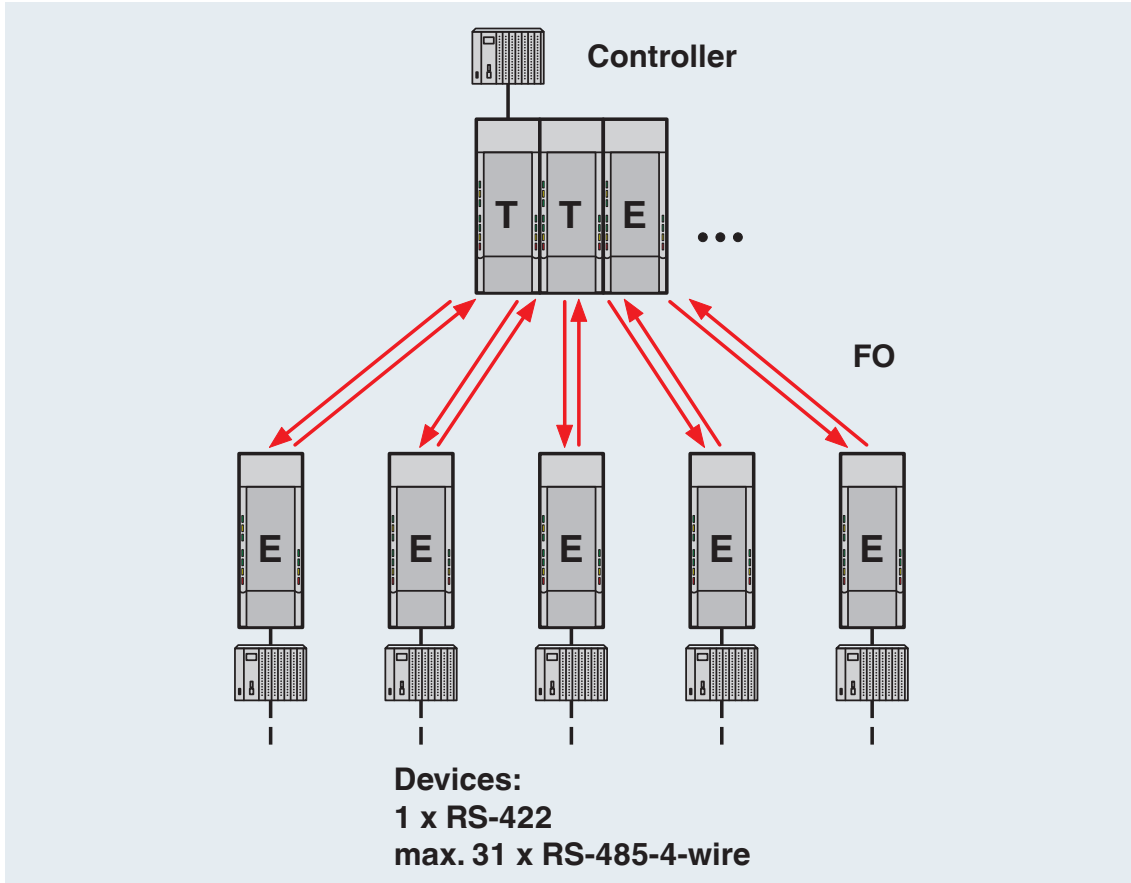 Controller
T T E ...
FO
E E E E E
Devices:
1 x RS-422
max. 31 x RS-485-4-wire